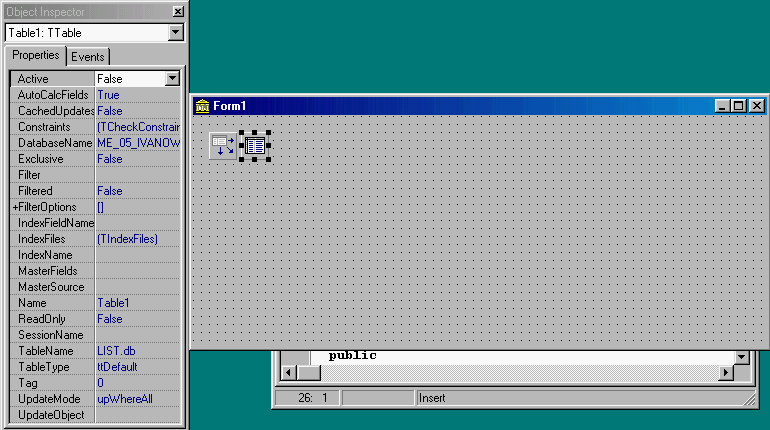 Object Inspector
Table1: TTable
Properties Events
Active False
AutoCalcFields True
CachedUpdates False
Constraints (TCheckConstrain
DatabaseName ME_05_IVANOW
Exclusive False
Filter
Filtered False
+FilterOptions []
IndexFieldName
IndexFiles (TIndexFiles)
IndexName
MasterFields
MasterSource
Name Table1
ReadOnly False
SessionName
TableName LIST.db
TableType ttDefault
Tag 0
UpdateMode upWhereAll
UpdateObject
Form1
public
26: 1 Insert